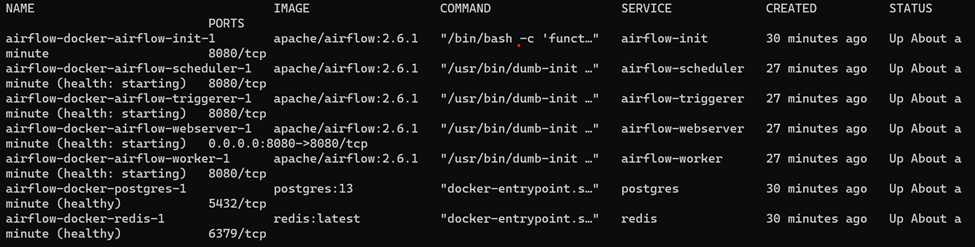 NAME IMAGE COMMAND SERVICE CREATED STATUS
PORTS
airflow-docker-airflow-init-1 apache/airflow:2.6.1 "/bin/bash -c 'funct…" airflow-init 30 minutes ago Up About a
minute 8080/tcp
airflow-docker-airflow-scheduler-1 apache/airflow:2.6.1 "/usr/bin/dumb-init …" airflow-scheduler 27 minutes ago Up About a
minute (health: starting) 8080/tcp
airflow-docker-airflow-triggerer-1 apache/airflow:2.6.1 "/usr/bin/dumb-init …" airflow-triggerer 27 minutes ago Up About a
minute (health: starting) 8080/tcp
airflow-docker-airflow-webserver-1 apache/airflow:2.6.1 "/usr/bin/dumb-init …" airflow-webserver 27 minutes ago Up About a
minute (health: starting) 0.0.0.0:8080->8080/tcp
airflow-docker-airflow-worker-1 apache/airflow:2.6.1 "/usr/bin/dumb-init …" airflow-worker 27 minutes ago Up About a
minute (health: starting) 8080/tcp
airflow-docker-postgres-1 postgres:13 "docker-entrypoint.s…" postgres 30 minutes ago Up About a
minute (healthy) 5432/tcp
airflow-docker-redis-1 redis:latest "docker-entrypoint.s…" redis 30 minutes ago Up About a
minute (healthy) 6379/tcp